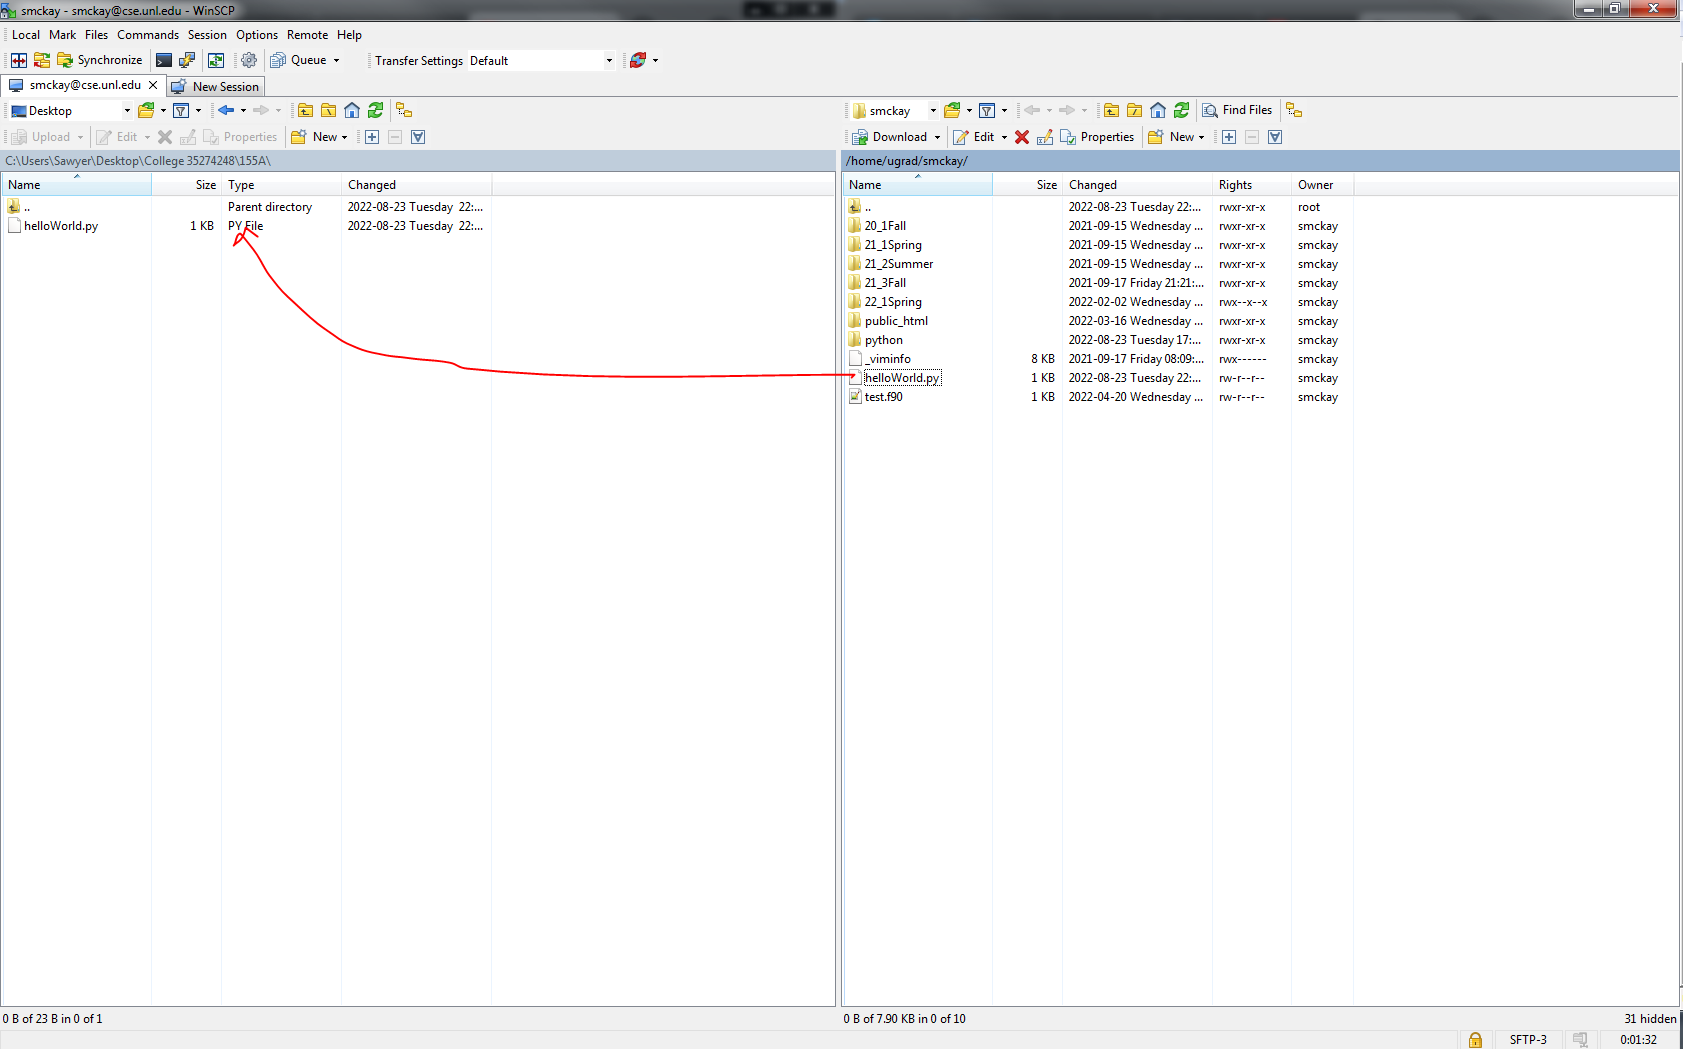 smckay - smckay@cse.unl.edu - WinSCP
Local Mark Files Commands Session Options Remote Help
Synchronize Queue Transfer Settings Default
smckay@cse.unl.edu New Session
Desktop smckay Find Files
Upload Edit Properties New Download Edit Properties New
C:\Users\Sawyer\Desktop\College 35274248\155A\ /home/ugrad/smckay/
Name Size Type Changed
.. Parent directory 2022-08-23 Tuesday 22:...
helloWorld.py 1 KB PY File 2022-08-23 Tuesday 22:...
Name Size Changed Rights Owner
.. 2022-08-23 Tuesday 22:... rwxr-xr-x root
20_1Fall 2021-09-15 Wednesday ... rwxr-xr-x smckay
21_1Spring 2021-09-15 Wednesday ... rwxr-xr-x smckay
21_2Summer 2021-09-15 Wednesday ... rwxr-xr-x smckay
21_3Fall 2021-09-17 Friday 21:21:... rwxr-xr-x smckay
22_1Spring 2022-02-02 Wednesday ... rwx--x--x smckay
public_html 2022-03-16 Wednesday ... rwxr-xr-x smckay
python 2022-08-23 Tuesday 17:... rwxr-xr-x smckay
_viminfo 8 KB 2021-09-17 Friday 08:09:... rwx------ smckay
helloWorld.py 1 KB 2022-08-23 Tuesday 22:... rw-r--r-- smckay
test.f90 1 KB 2022-04-20 Wednesday ... rw-r--r-- smckay
0 B of 23 B in 0 of 1 0 B of 7.90 KB in 0 of 10 31 hidden
SFTP-3 0:01:32